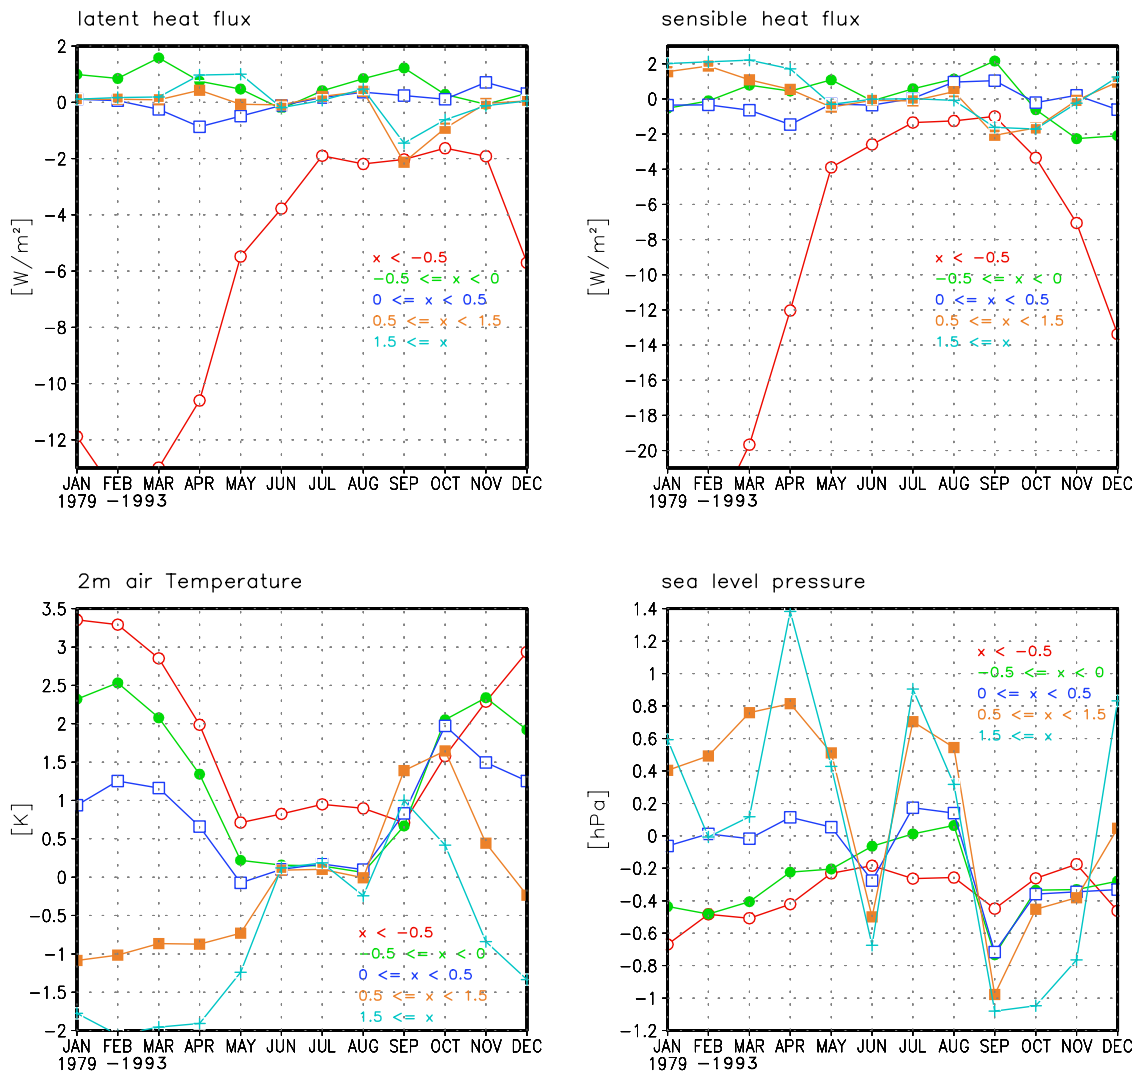 latent heat flux
2
0
−2
−4
−6
−8
−10
−12
[W/m²]
x < −0.5
−0.5 <= x < 0
0 <= x < 0.5
0.5 <= x < 1.5
1.5 <= x
JAN FEB MAR APR MAY JUN JUL AUG SEP OCT NOV DEC
1979 −1993
sensible heat flux
2
0
−2
−4
−6
−8
−10
−12
−14
−16
−18
−20
[W/m²]
x < −0.5
−0.5 <= x < 0
0 <= x < 0.5
0.5 <= x < 1.5
1.5 <= x
JAN FEB MAR APR MAY JUN JUL AUG SEP OCT NOV DEC
1979 −1993
2m air Temperature
3.5
3
2.5
2
1.5
1
0.5
0
−0.5
−1
−1.5
−2
[K]
x < −0.5
−0.5 <= x < 0
0 <= x < 0.5
0.5 <= x < 1.5
1.5 <= x
JAN FEB MAR APR MAY JUN JUL AUG SEP OCT NOV DEC
1979 −1993
sea level pressure
1.4
1.2
1
0.8
0.6
0.4
0.2
0
−0.2
−0.4
−0.6
−0.8
−1
−1.2
[hPa]
x < −0.5
−0.5 <= x < 0
0 <= x < 0.5
0.5 <= x < 1.5
1.5 <= x
JAN FEB MAR APR MAY JUN JUL AUG SEP OCT NOV DEC
1979 −1993